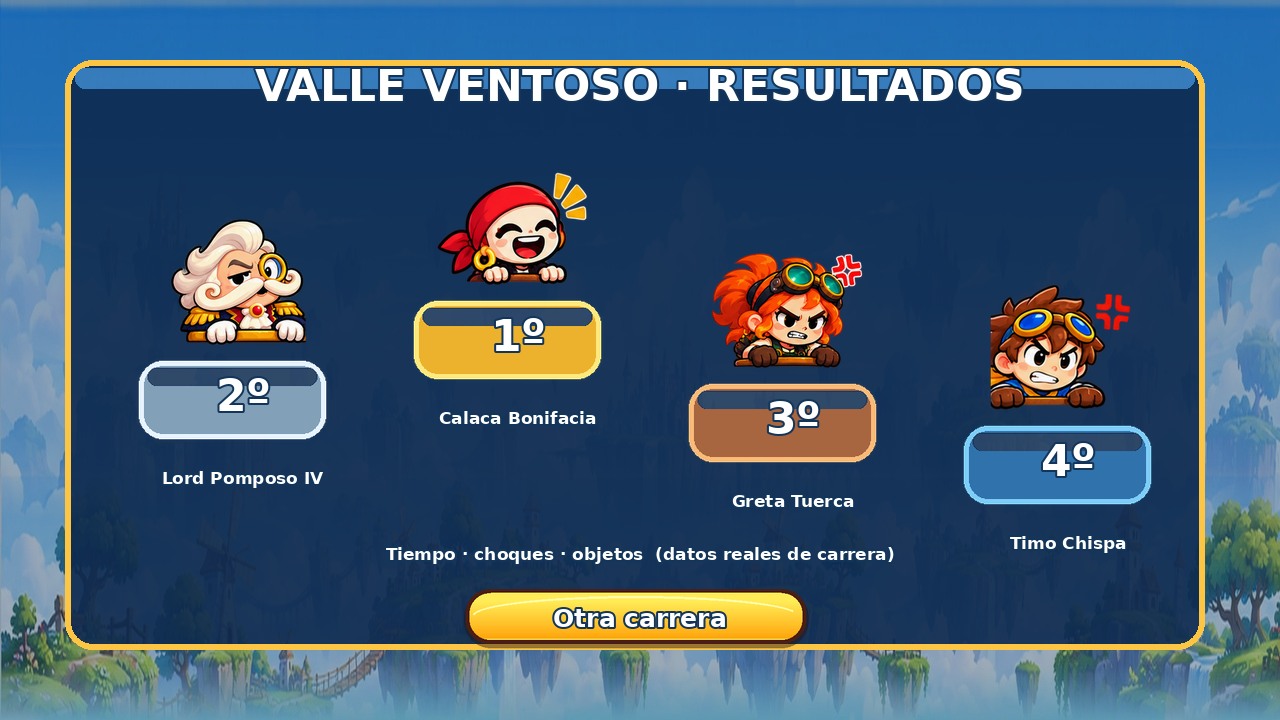 VALLE VENTOSO · RESULTADOS
1º
2º
3º
4º
Calaca Bonifacia
Lord Pomposo IV
Greta Tuerca
Timo Chispa
Tiempo · choques · objetos (datos reales de carrera)
Otra carrera